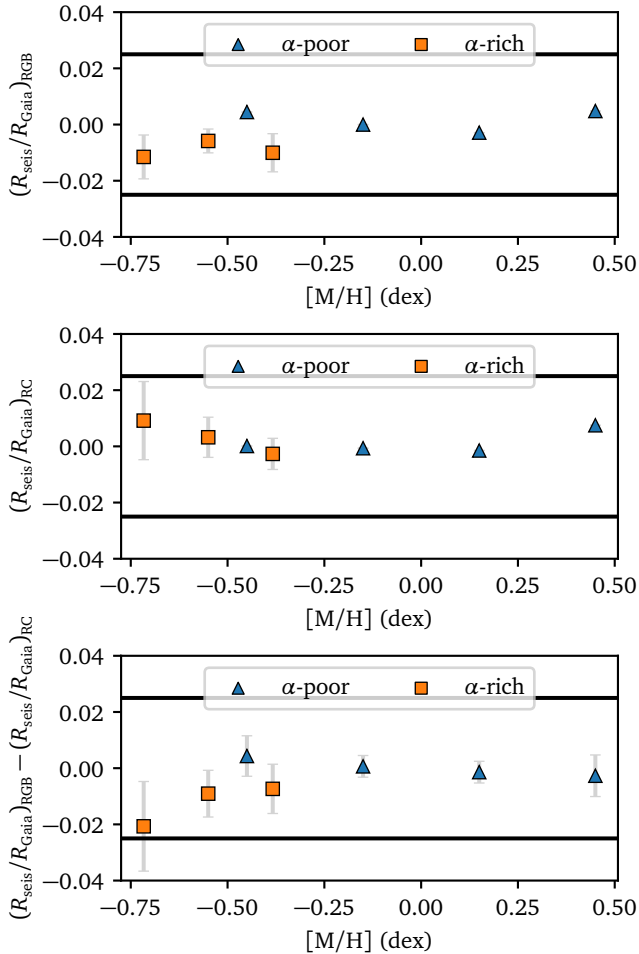 0.04
α-poor α-rich
0.02
0.00
−0.02
−0.04
(R_seis/R_Gaia)_RGB
−0.75 −0.50 −0.25 0.00 0.25 0.50
[M/H] (dex)
0.04
α-poor α-rich
0.02
0.00
−0.02
−0.04
(R_seis/R_Gaia)_RC
−0.75 −0.50 −0.25 0.00 0.25 0.50
[M/H] (dex)
0.04
α-poor α-rich
0.02
0.00
−0.02
−0.04
(R_seis/R_Gaia)_RGB − (R_seis/R_Gaia)_RC
−0.75 −0.50 −0.25 0.00 0.25 0.50
[M/H] (dex)